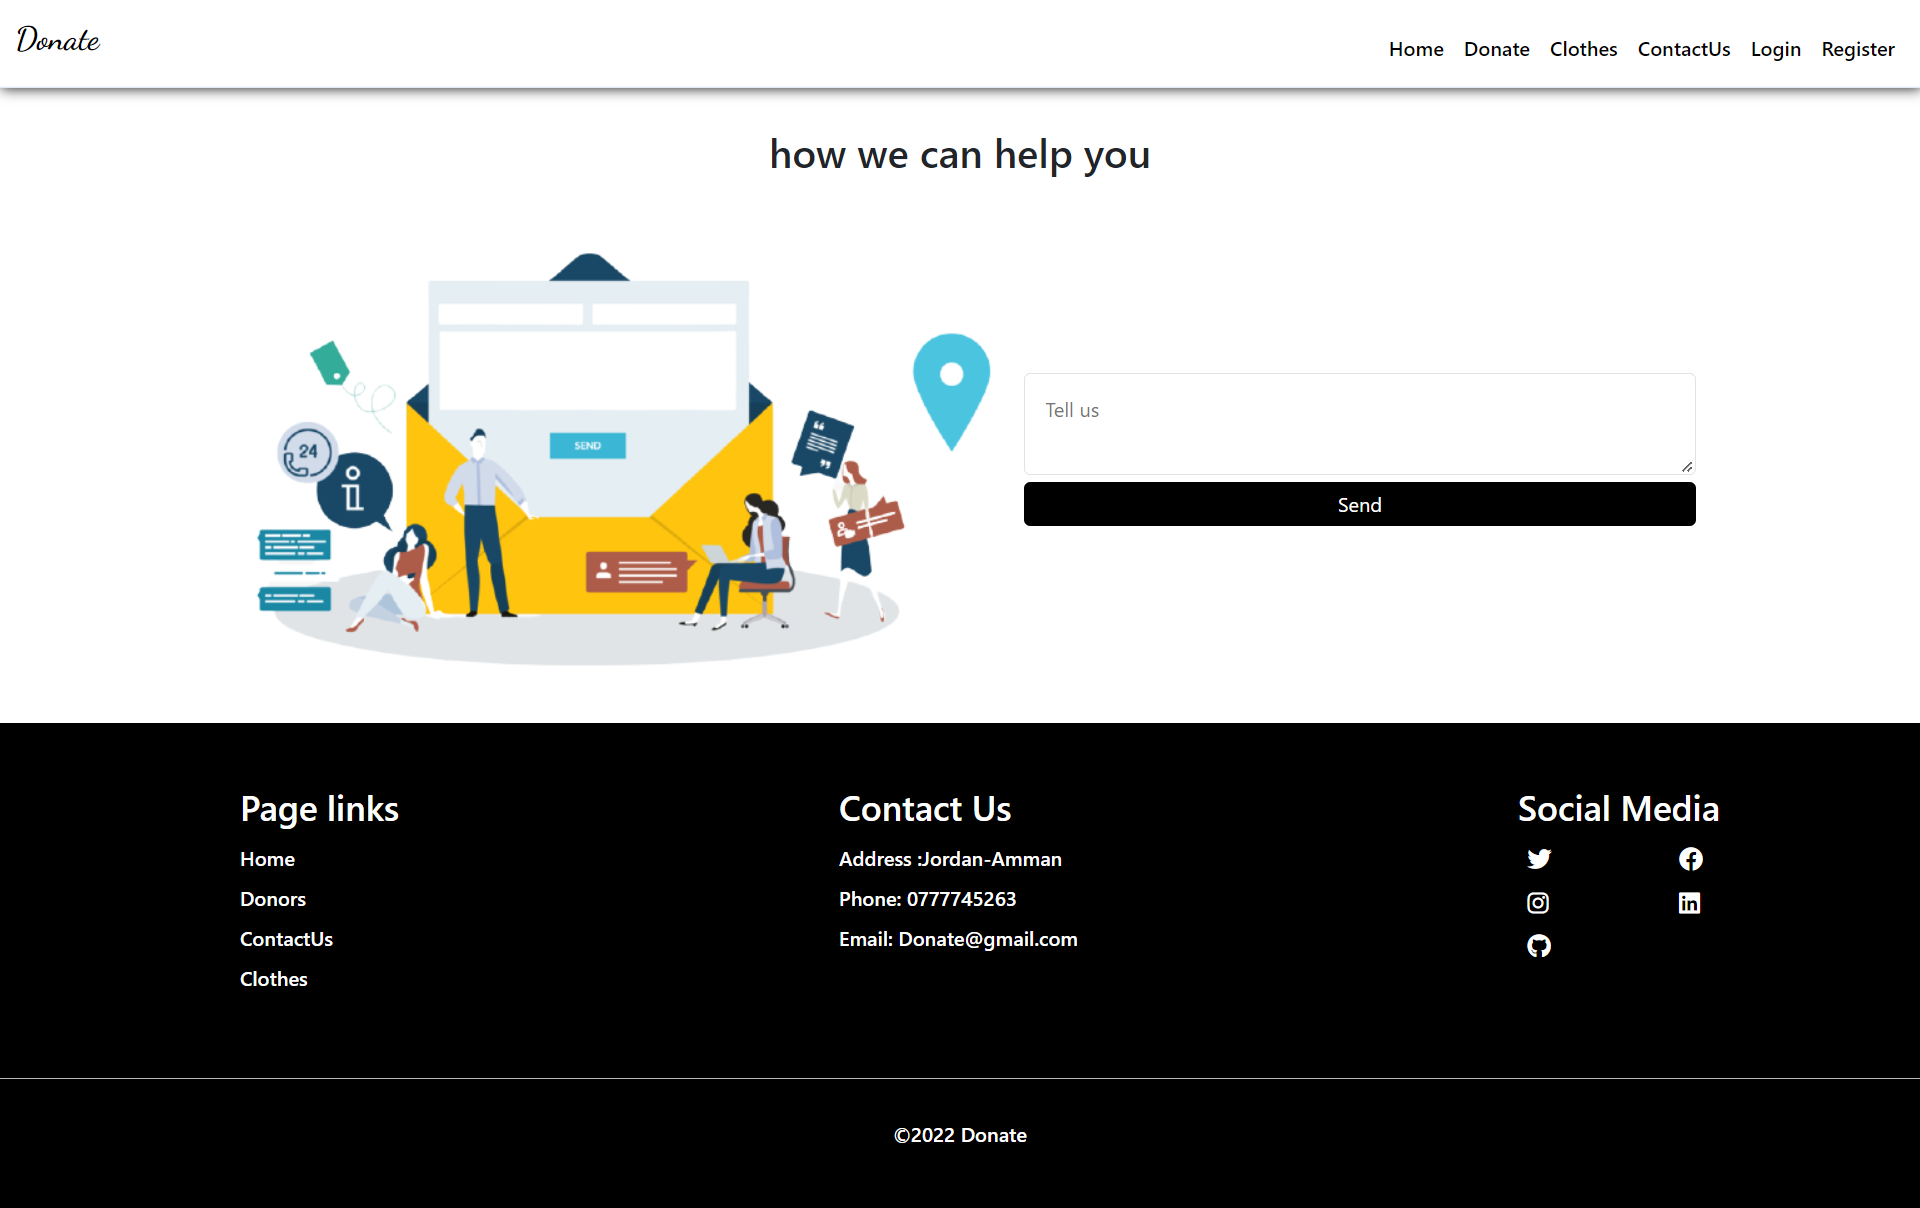 Donate
Home Donate Clothes ContactUs Login Register
how we can help you
SEND
24
i
Tell us
Send
Page links
Home
Donors
ContactUs
Clothes
Contact Us
Address :Jordan-Amman
Phone: 0777745263
Email: Donate@gmail.com
Social Media
in
©2022 Donate